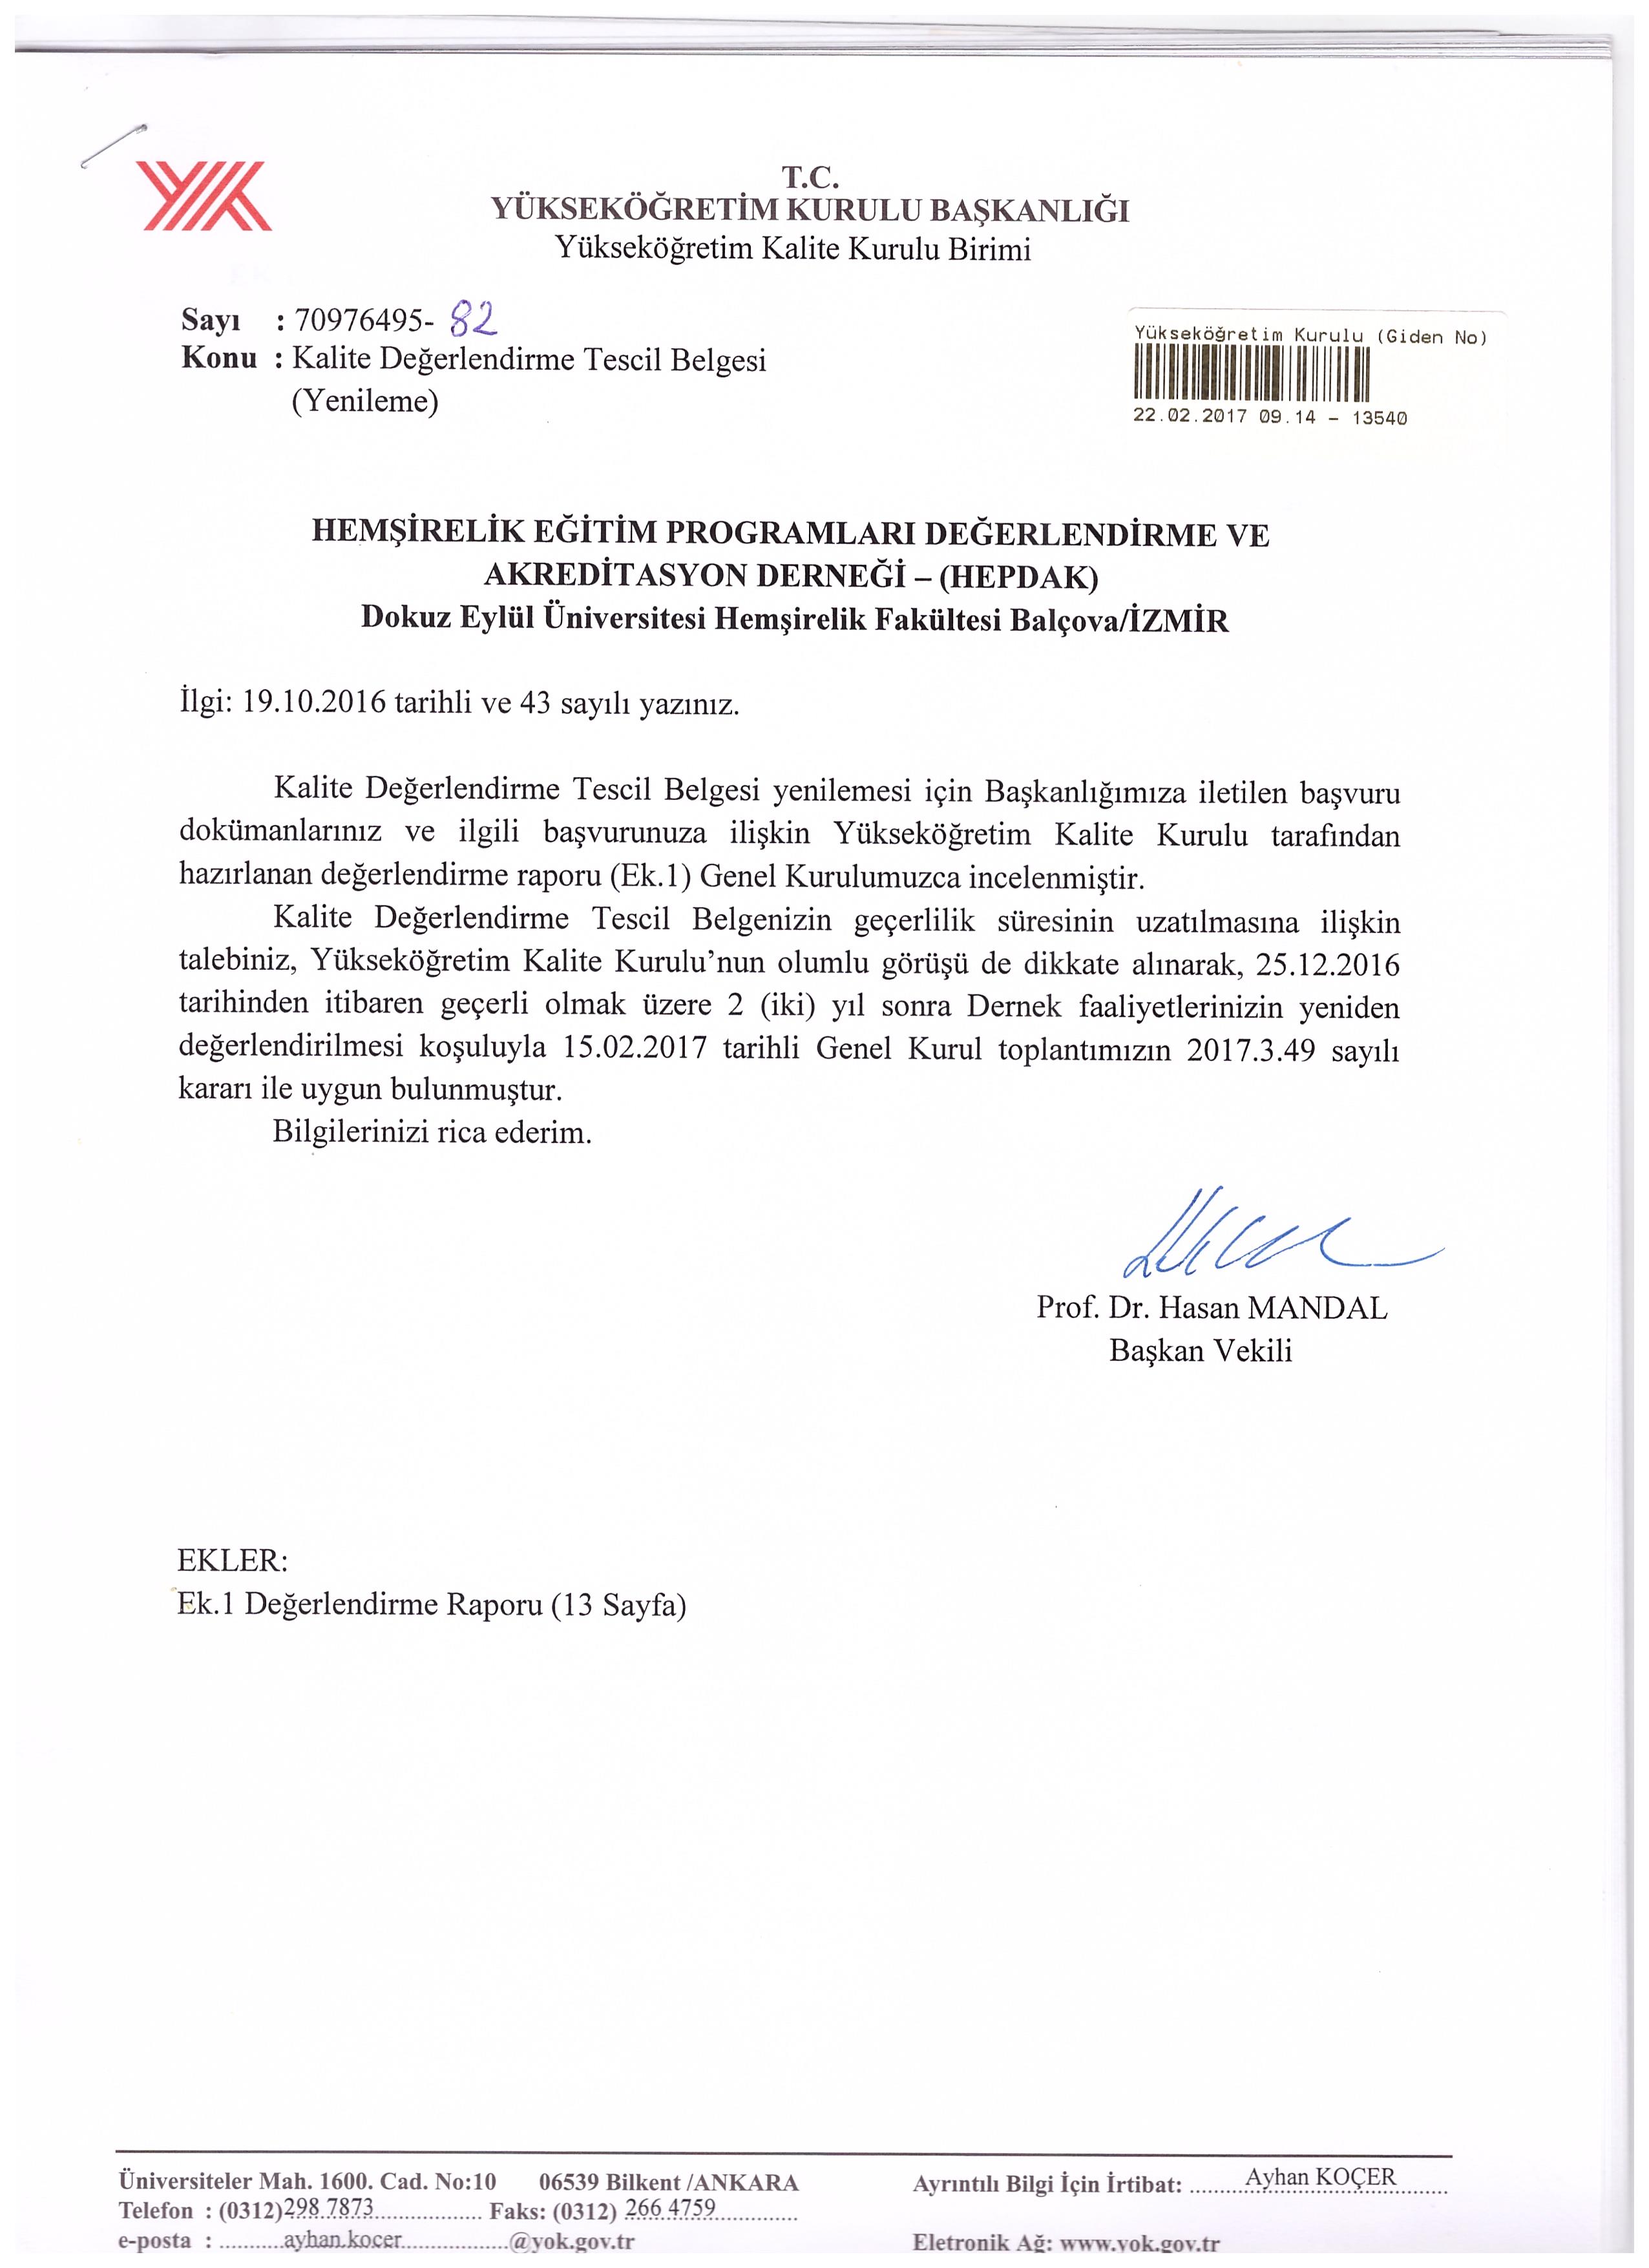 T.C.
YÜKSEKÖĞRETİM KURULU BAŞKANLIĞI
Yükseköğretim Kalite Kurulu Birimi
Sayı : 70976495- 82
Konu : Kalite Değerlendirme Tescil Belgesi
(Yenileme)
Yükseköğretim Kurulu (Giden No)
22.02.2017 09.14 - 13540
HEMŞİRELİK EĞİTİM PROGRAMLARI DEĞERLENDİRME VE
AKREDİTASYON DERNEĞİ – (HEPDAK)
Dokuz Eylül Üniversitesi Hemşirelik Fakültesi Balçova/İZMİR
İlgi: 19.10.2016 tarihli ve 43 sayılı yazınız.
Kalite Değerlendirme Tescil Belgesi yenilemesi için Başkanlığımıza iletilen başvuru
dokümanlarınız ve ilgili başvurunuza ilişkin Yükseköğretim Kalite Kurulu tarafından
hazırlanan değerlendirme raporu (Ek.1) Genel Kurulumuzca incelenmiştir.
Kalite Değerlendirme Tescil Belgenizin geçerlilik süresinin uzatılmasına ilişkin
talebiniz, Yükseköğretim Kalite Kurulu’nun olumlu görüşü de dikkate alınarak, 25.12.2016
tarihinden itibaren geçerli olmak üzere 2 (iki) yıl sonra Dernek faaliyetlerinizin yeniden
değerlendirilmesi koşuluyla 15.02.2017 tarihli Genel Kurul toplantımızın 2017.3.49 sayılı
kararı ile uygun bulunmuştur.
Bilgilerinizi rica ederim.
Prof. Dr. Hasan MANDAL
Başkan Vekili
EKLER:
Ek.1 Değerlendirme Raporu (13 Sayfa)
Üniversiteler Mah. 1600. Cad. No:10 06539 Bilkent /ANKARA Ayrıntılı Bilgi İçin İrtibat: Ayhan KOÇER
Telefon : (0312)298 7873 Faks: (0312) 266 4759
e-posta : ayhan.kocer @yok.gov.tr Eletronik Ağ: www.yok.gov.tr